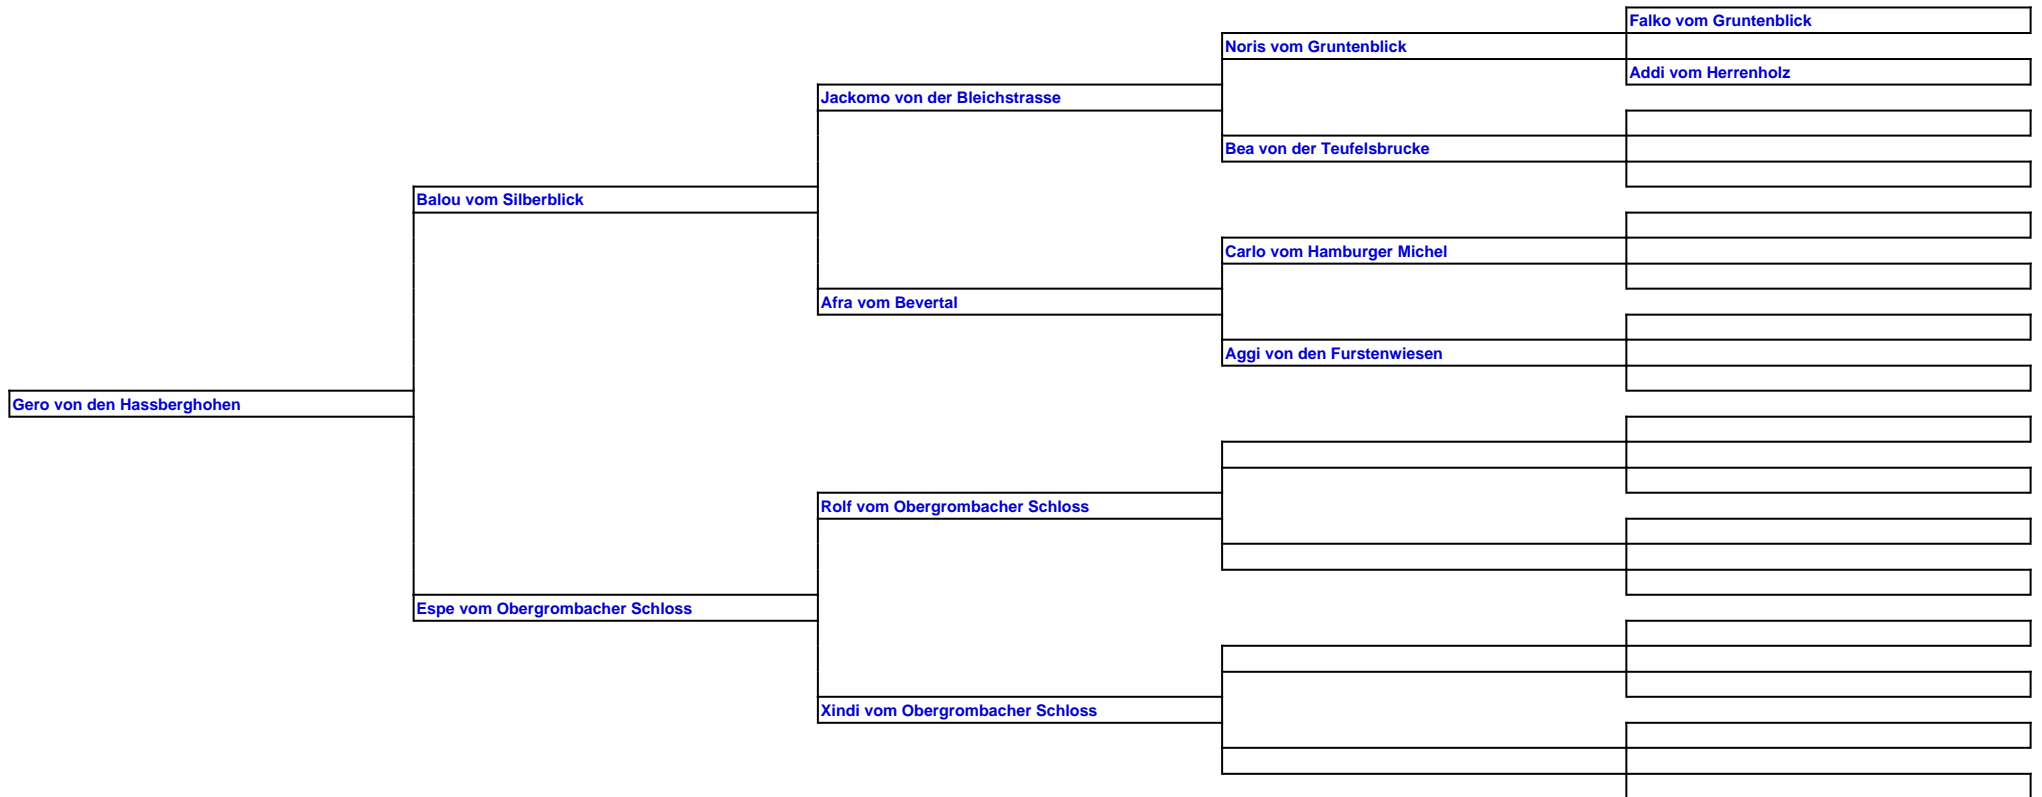 Falko vom Gruntenblick
Noris vom Gruntenblick
Addi vom Herrenholz
Jackomo von der Bleichstrasse
Bea von der Teufelsbrucke
Balou vom Silberblick
Carlo vom Hamburger Michel
Afra vom Bevertal
Aggi von den Furstenwiesen
Gero von den Hassberghohen
Rolf vom Obergrombacher Schloss
Espe vom Obergrombacher Schloss
Xindi vom Obergrombacher Schloss